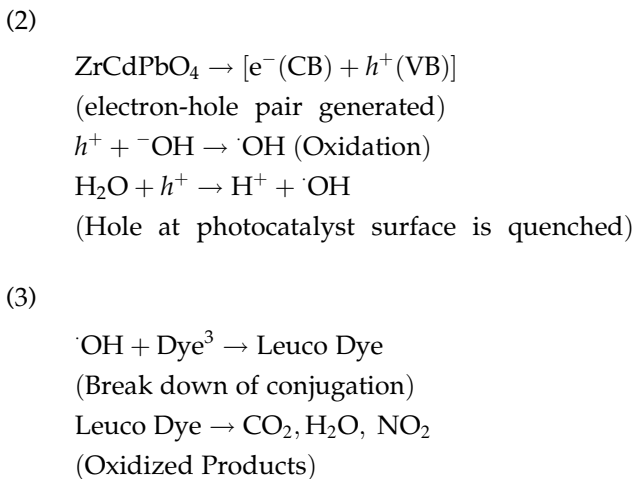 (2)
ZrCdPbO₄ → [e⁻(CB) + h⁺(VB)]
(electron-hole pair generated)
h⁺ + ⁻OH → ˙OH (Oxidation)
H₂O + h⁺ → H⁺ + ˙OH
(Hole at photocatalyst surface is quenched)
(3)
˙OH + Dye³ → Leuco Dye
(Break down of conjugation)
Leuco Dye → CO₂, H₂O, NO₂
(Oxidized Products)